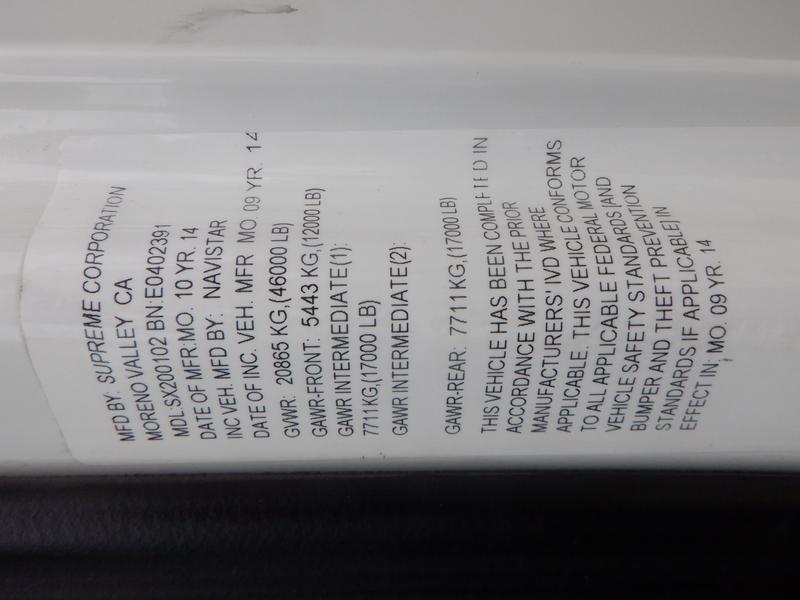 MFD BY: SUPREME CORPORATION
MORENO VALLEY CA
MDL:SX200102 BN:E0402391
DATE OF MFR:MO. 10 YR. 14
INC VEH. MFD BY: NAVISTAR
DATE OF INC. VEH. MFR MO. 09 YR. 14
GVWR: 20865 KG,(46000 LB)
GAWR-FRONT: 5443 KG,(12000 LB)
GAWR INTERMEDIATE(1):
7711KG,(17000 LB)
GAWR INTERMEDIATE(2):
GAWR-REAR: 7711 KG,(17000 LB)
THIS VEHICLE HAS BEEN COMPLETED IN
ACCORDANCE WITH THE PRIOR
MANUFACTURERS' IVD WHERE
APPLICABLE. THIS VEHICLE CONFORMS
TO ALL APPLICABLE FEDERAL MOTOR
VEHICLE SAFETY STANDARDS [AND
BUMPER AND THEFT PREVENTION
STANDARDS IF APPLICABLE] IN
EFFECT IN; MO. 09 YR. 14